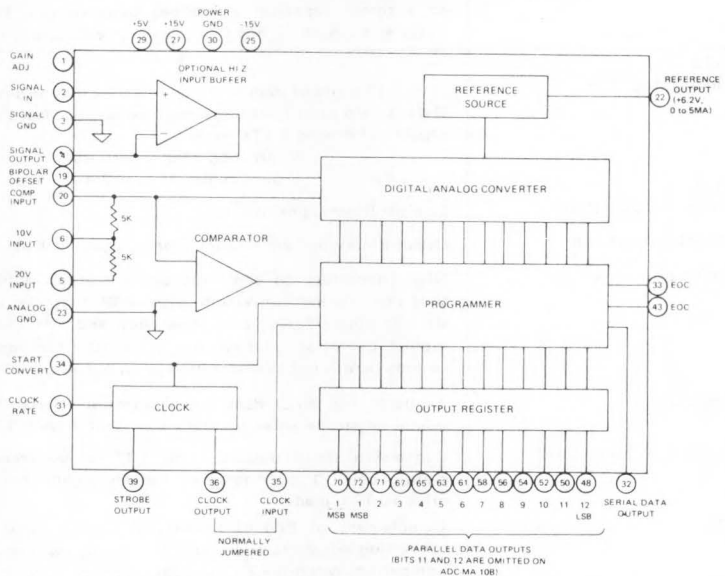 POWER
+5V +15V GND -15V
29 27 30 25
GAIN
ADJ 1
OPTIONAL HI Z
INPUT BUFFER
SIGNAL
IN 2
+
REFERENCE
SOURCE
22
REFERENCE
OUTPUT
(+6.2V,
0 to 5MA)
SIGNAL
GND 3
−
SIGNAL
OUTPUT 4
BIPOLAR
OFFSET 19
DIGITAL/ANALOG CONVERTER
COMP
INPUT 20
5K
10V
INPUT 6
COMPARATOR
5K
20V
INPUT 5
PROGRAMMER
33 EOC
43 EOC
ANALOG
GND 23
START
CONVERT 34
CLOCK
RATE 31
CLOCK
OUTPUT REGISTER
39 36 35 70 72 71 67 65 63 61 58 56 54 52 50 48 32
STROBE
OUTPUT
CLOCK
OUTPUT
CLOCK
INPUT
1 1 2 3 4 5 6 7 8 9 10 11 12
MSB MSB LSB
SERIAL DATA
OUTPUT
NORMALLY
JUMPERED
PARALLEL DATA OUTPUTS
(BITS 11 AND 12 ARE OMITTED ON
ADC MA 10B)